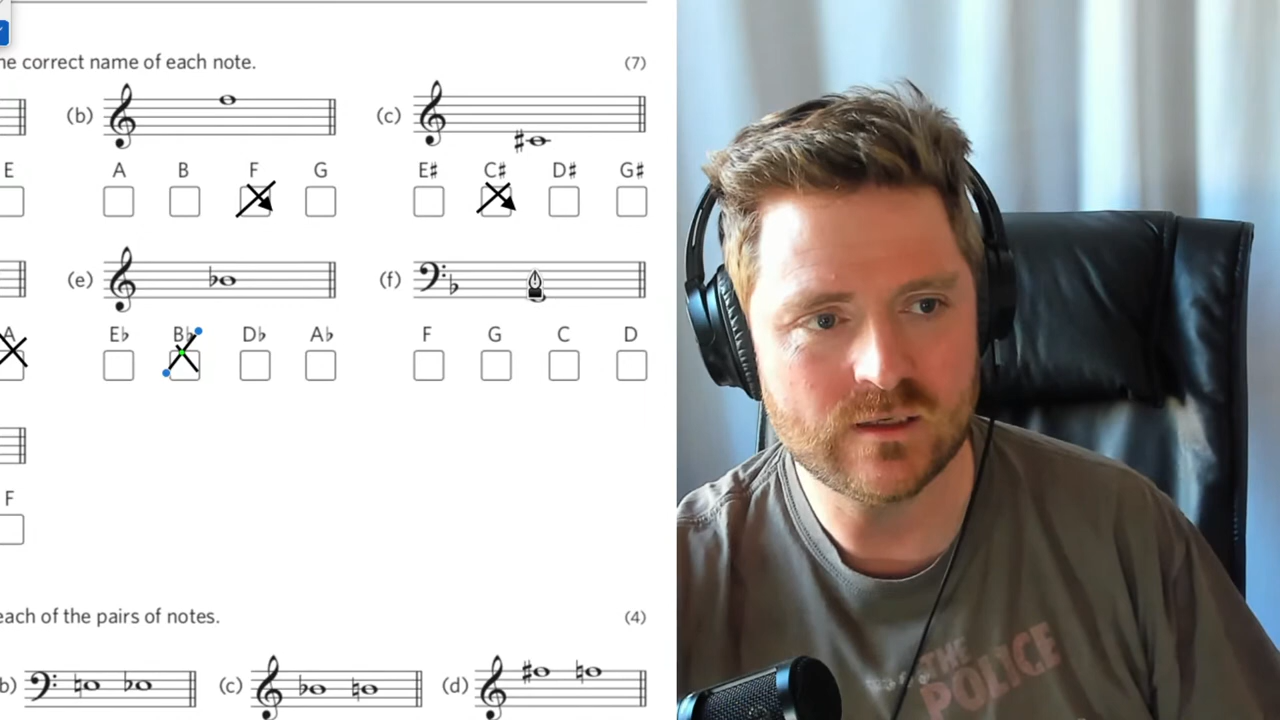 he correct name of each note. (7)
(b) (c)
E A B F G E♯ C♯ D♯ G♯
(e) (f)
A E♭ B♭ D♭ A♭ F G C D
F
each of the pairs of notes. (4)
b) (c) (d)
THE
POLICE